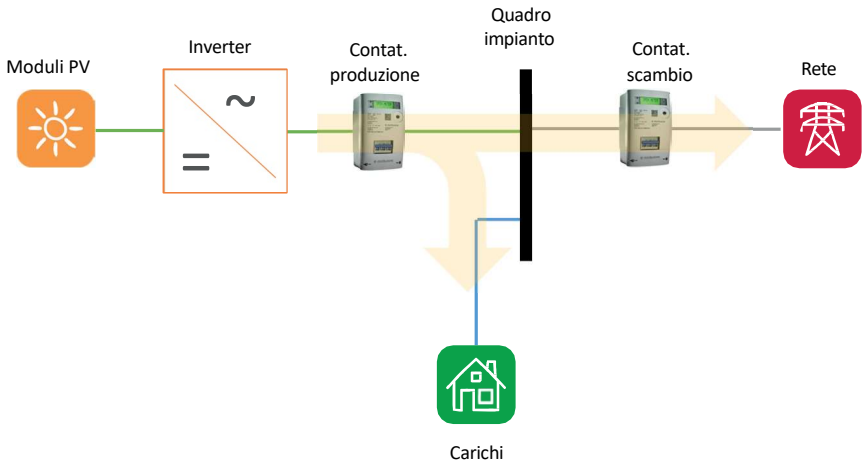 Moduli PV
Inverter
Contat.
produzione
Quadro
impianto
Contat.
scambio
Rete
Carichi